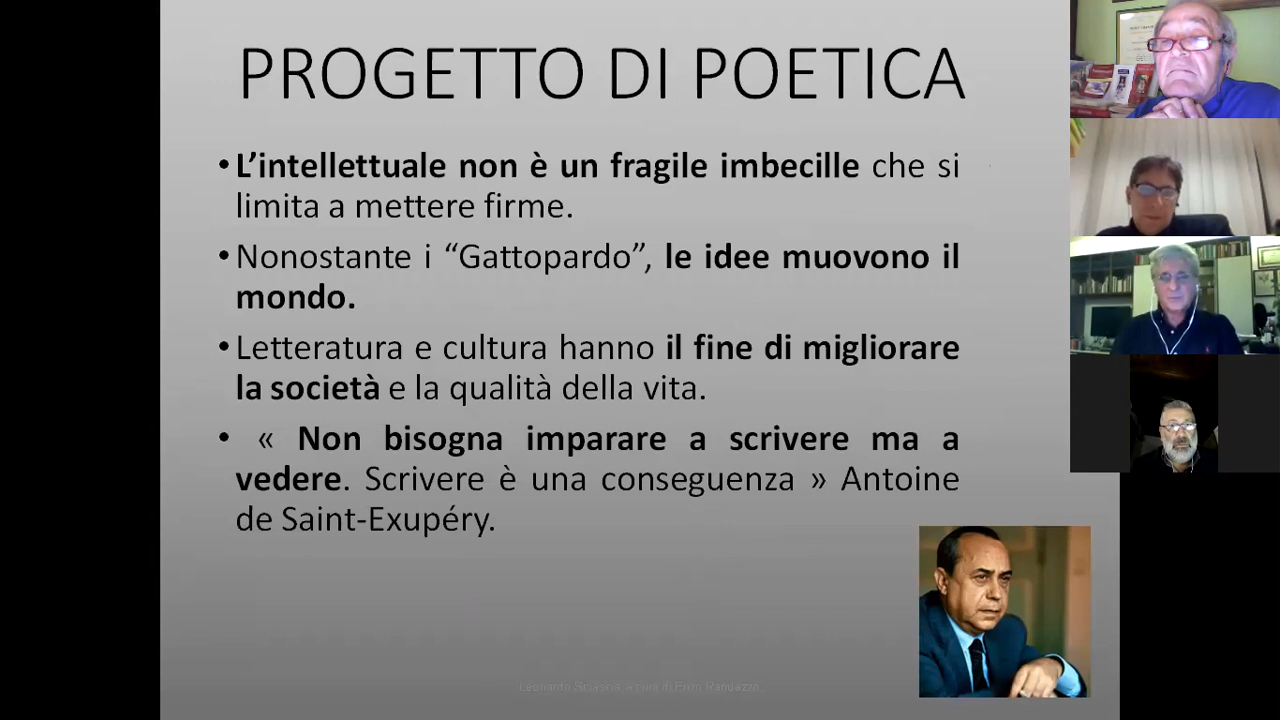 PROGETTO DI POETICA
• L’intellettuale non è un fragile imbecille che si
limita a mettere firme.
• Nonostante i “Gattopardo”, le idee muovono il
mondo.
• Letteratura e cultura hanno il fine di migliorare
la società e la qualità della vita.
• « Non bisogna imparare a scrivere ma a
vedere. Scrivere è una conseguenza » Antoine
de Saint-Exupéry.
Leonardo Sciascia a cura di Enzo Randazzo